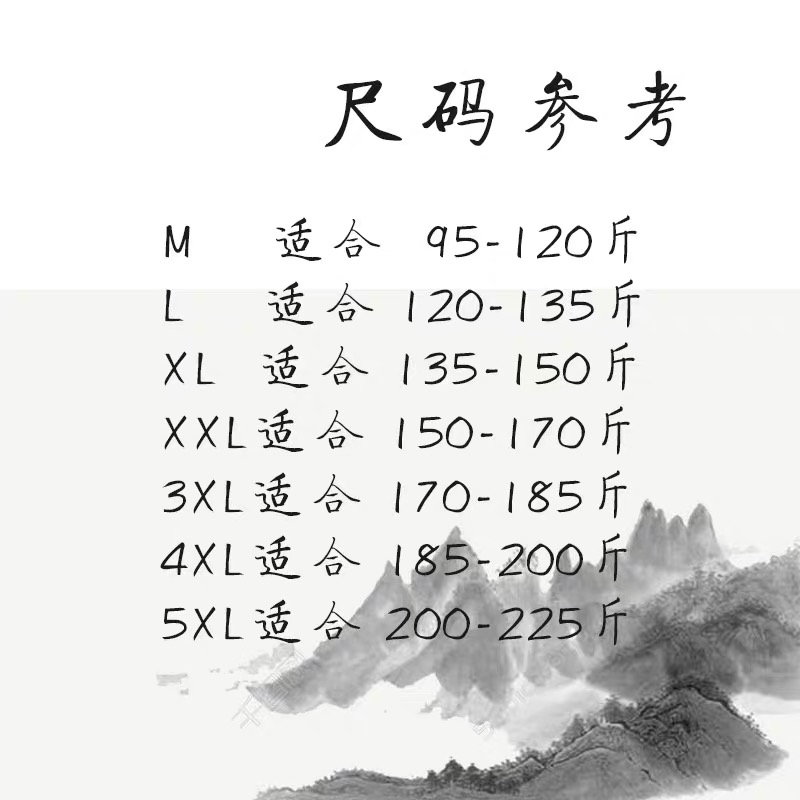 尺码参考
M 适合 95-120斤
L 适合 120-135斤
XL 适合 135-150斤
XXL适合 150-170斤
3XL适合 170-185斤
4XL适合 185-200斤
5XL适合 200-225斤